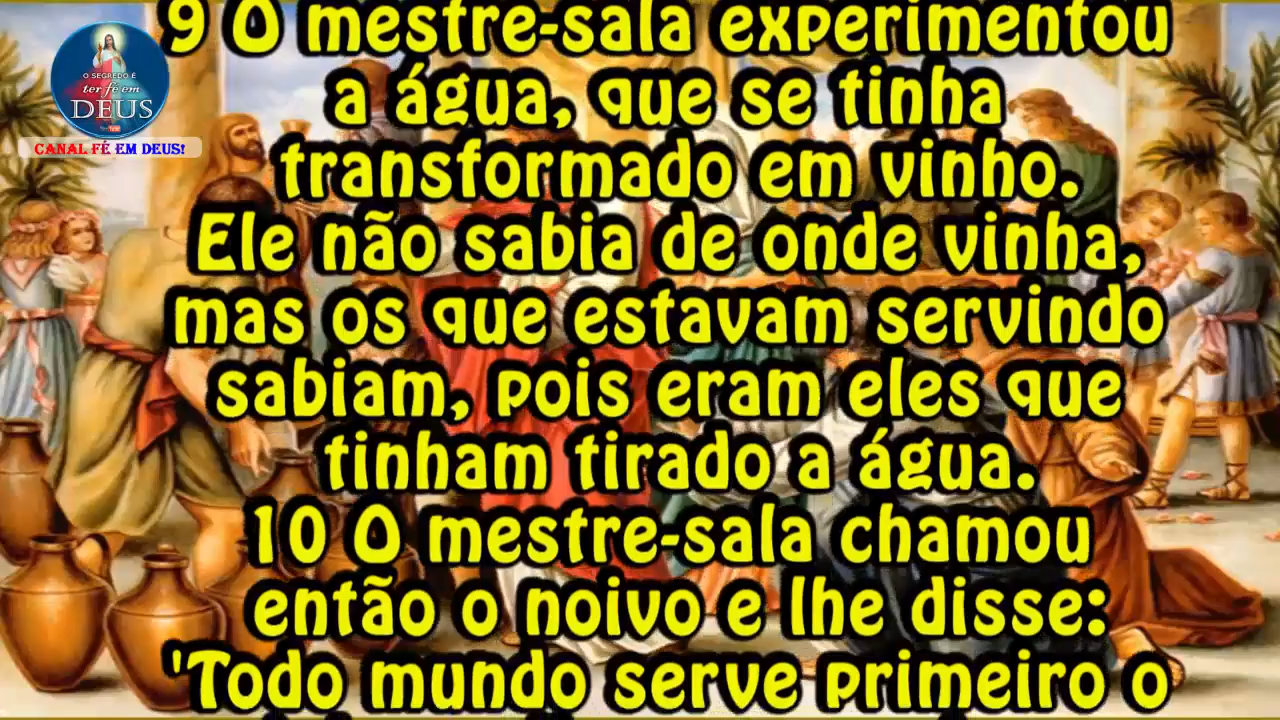 O SEGREDO É
ter fé em
DEUS
CANAL FÉ EM DEUS!
9 O mestre-sala experimentou
a água, que se tinha
transformado em vinho.
Ele não sabia de onde vinha,
mas os que estavam servindo
sabiam, pois eram eles que
tinham tirado a água.
10 O mestre-sala chamou
então o noivo e lhe disse:
'Todo mundo serve primeiro o